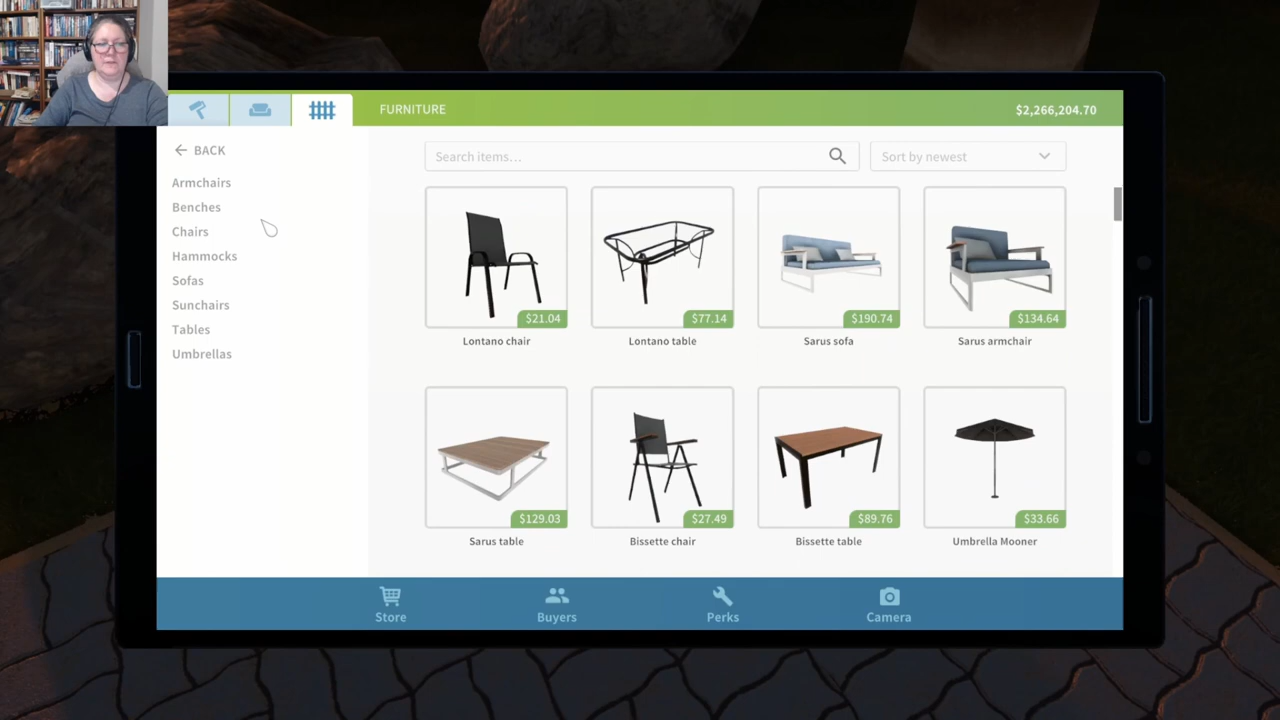 FURNITURE
$2,266,204.70
BACK
Search items...
Sort by newest
Armchairs
Benches
Chairs
Hammocks
Sofas
Sunchairs
Tables
Umbrellas
$21.04
$77.14
$190.74
$134.64
Lontano chair
Lontano table
Sarus sofa
Sarus armchair
$129.03
$27.49
$89.76
$33.66
Sarus table
Bissette chair
Bissette table
Umbrella Mooner
Store
Buyers
Perks
Camera